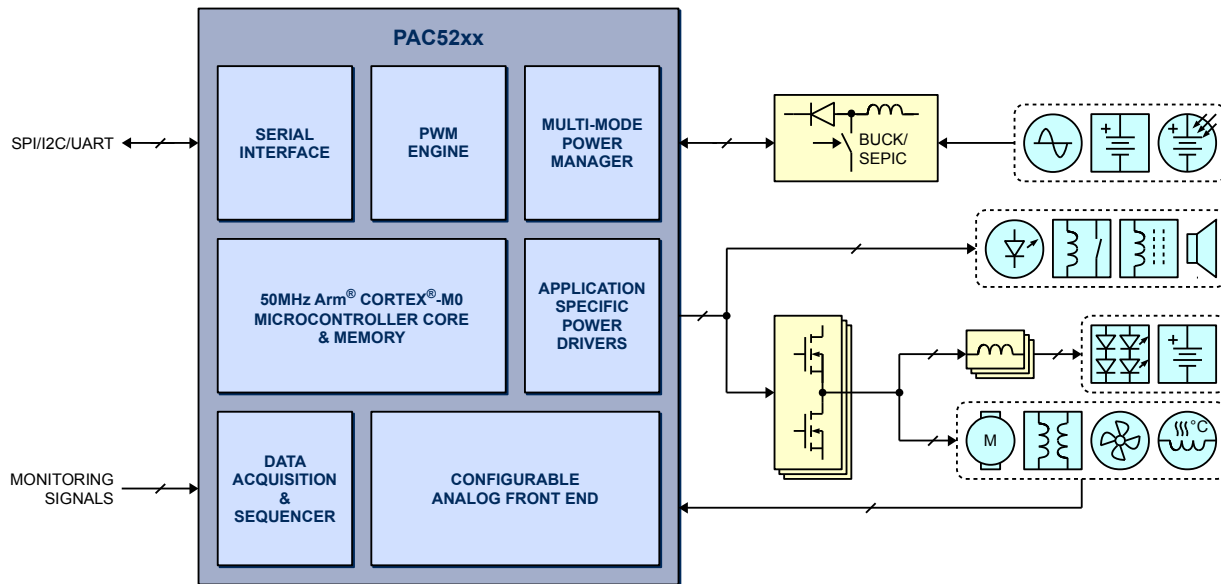 PAC52xx
SPI/I2C/UART
SERIAL
INTERFACE
PWM
ENGINE
MULTI-MODE
POWER
MANAGER
BUCK/
SEPIC
+
+
50MHz Arm® CORTEX®-M0
MICROCONTROLLER CORE
& MEMORY
APPLICATION
SPECIFIC
POWER
DRIVERS
+
M
°C
MONITORING
SIGNALS
DATA
ACQUISITION
&
SEQUENCER
CONFIGURABLE
ANALOG FRONT END